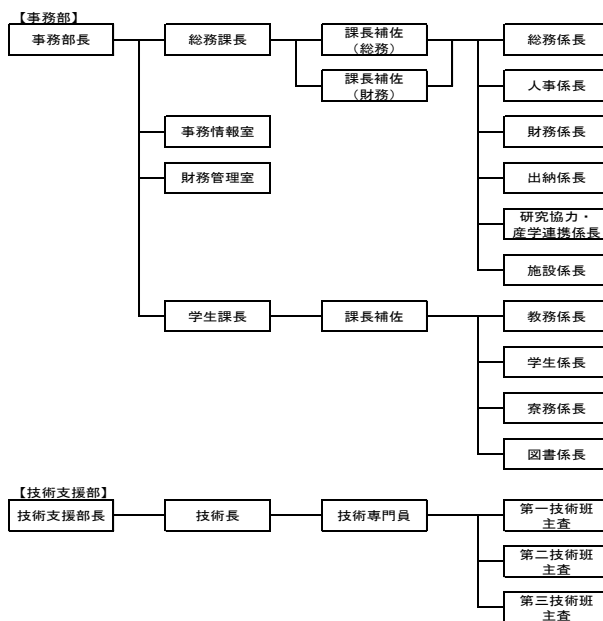 【事務部】
事務部長
総務課長
課長補佐
（総務）
総務係長
課長補佐
（財務）
人事係長
事務情報室
財務係長
財務管理室
出納係長
研究協力・
産学連携係長
施設係長
学生課長
課長補佐
教務係長
学生係長
寮務係長
図書係長
【技術支援部】
技術支援部長
技術長
技術専門員
第一技術班
主査
第二技術班
主査
第三技術班
主査